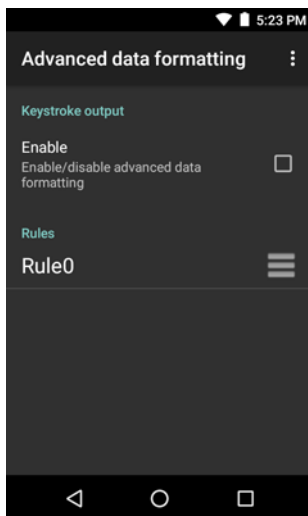 5:23 PM
Advanced data formatting
Keystroke output
Enable
Enable/disable advanced data
formatting
Rules
Rule0